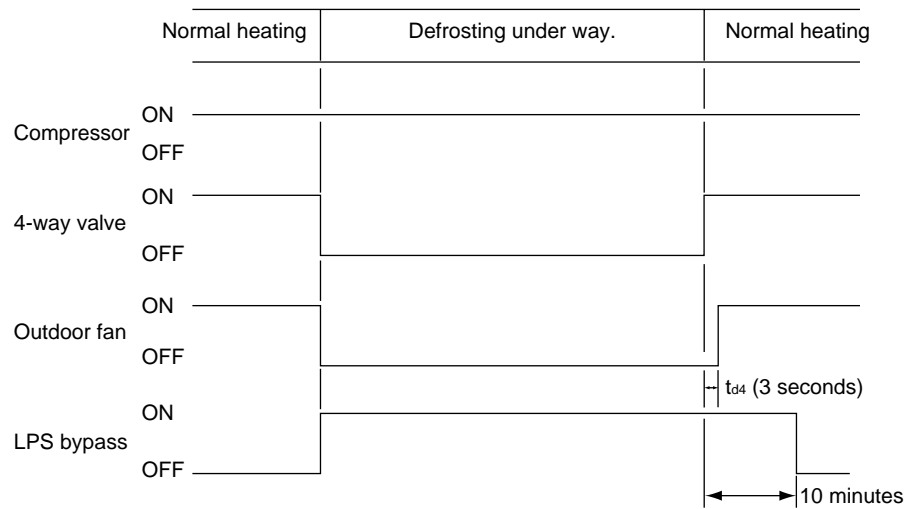 Normal heating Defrosting under way. Normal heating
Compressor
ON
OFF
4-way valve
ON
OFF
Outdoor fan
ON
OFF
td4 (3 seconds)
LPS bypass
ON
OFF
10 minutes